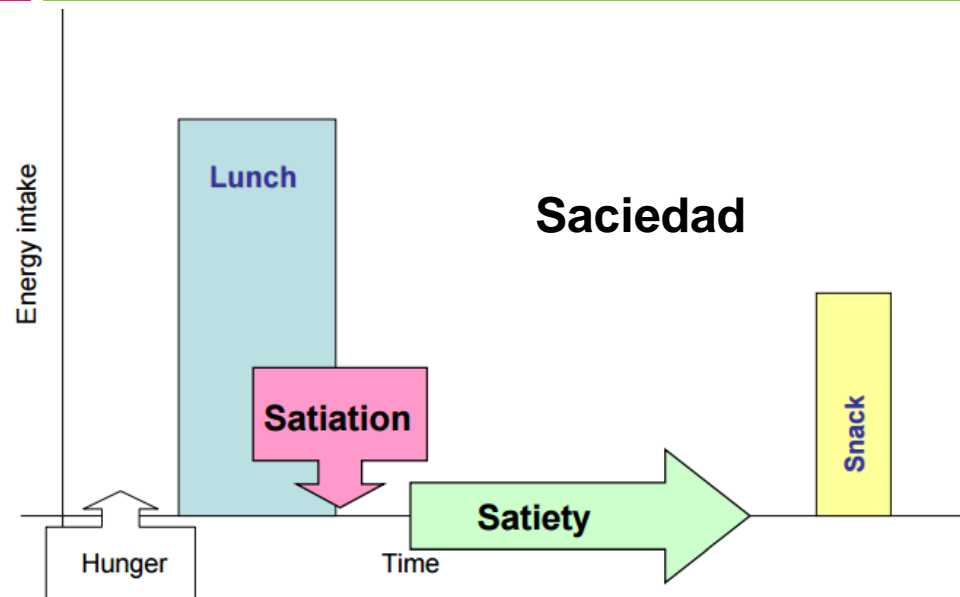 Energy intake
Lunch
Saciedad
Satiation
Snack
Satiety
Hunger
Time